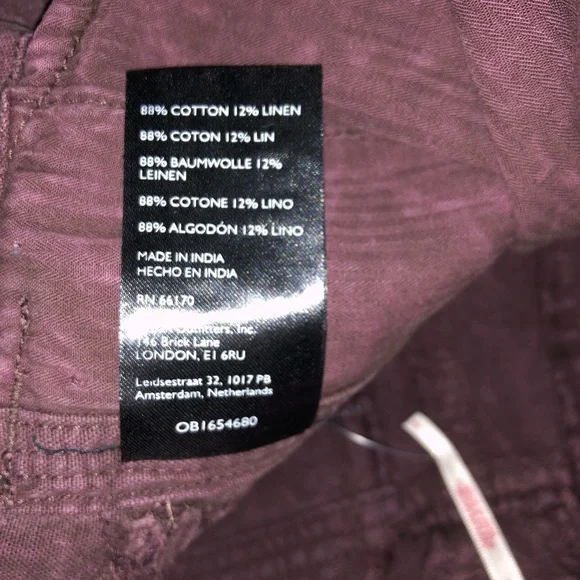 88% COTTON 12% LINEN
88% COTON 12% LIN
88% BAUMWOLLE 12%
LEINEN
88% COTONE 12% LINO
88% ALGODÓN 12% LINO
MADE IN INDIA
HECHO EN INDIA
RN 66170
Outfitters, Inc.
146 Brick Lane
LONDON, E1 6RU
Leidsestraat 32, 1017 PB
Amsterdam, Netherlands
OB1654680